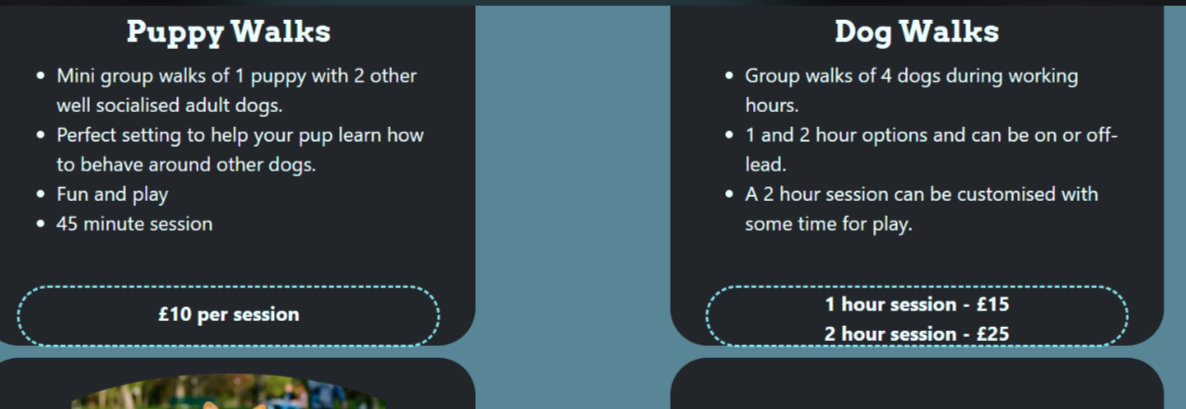 Puppy Walks
Mini group walks of 1 puppy with 2 other
well socialised adult dogs.
Perfect setting to help your pup learn how
to behave around other dogs.
Fun and play
45 minute session
£10 per session
Dog Walks
Group walks of 4 dogs during working
hours.
1 and 2 hour options and can be on or off-
lead.
A 2 hour session can be customised with
some time for play.
1 hour session - £15
2 hour session - £25